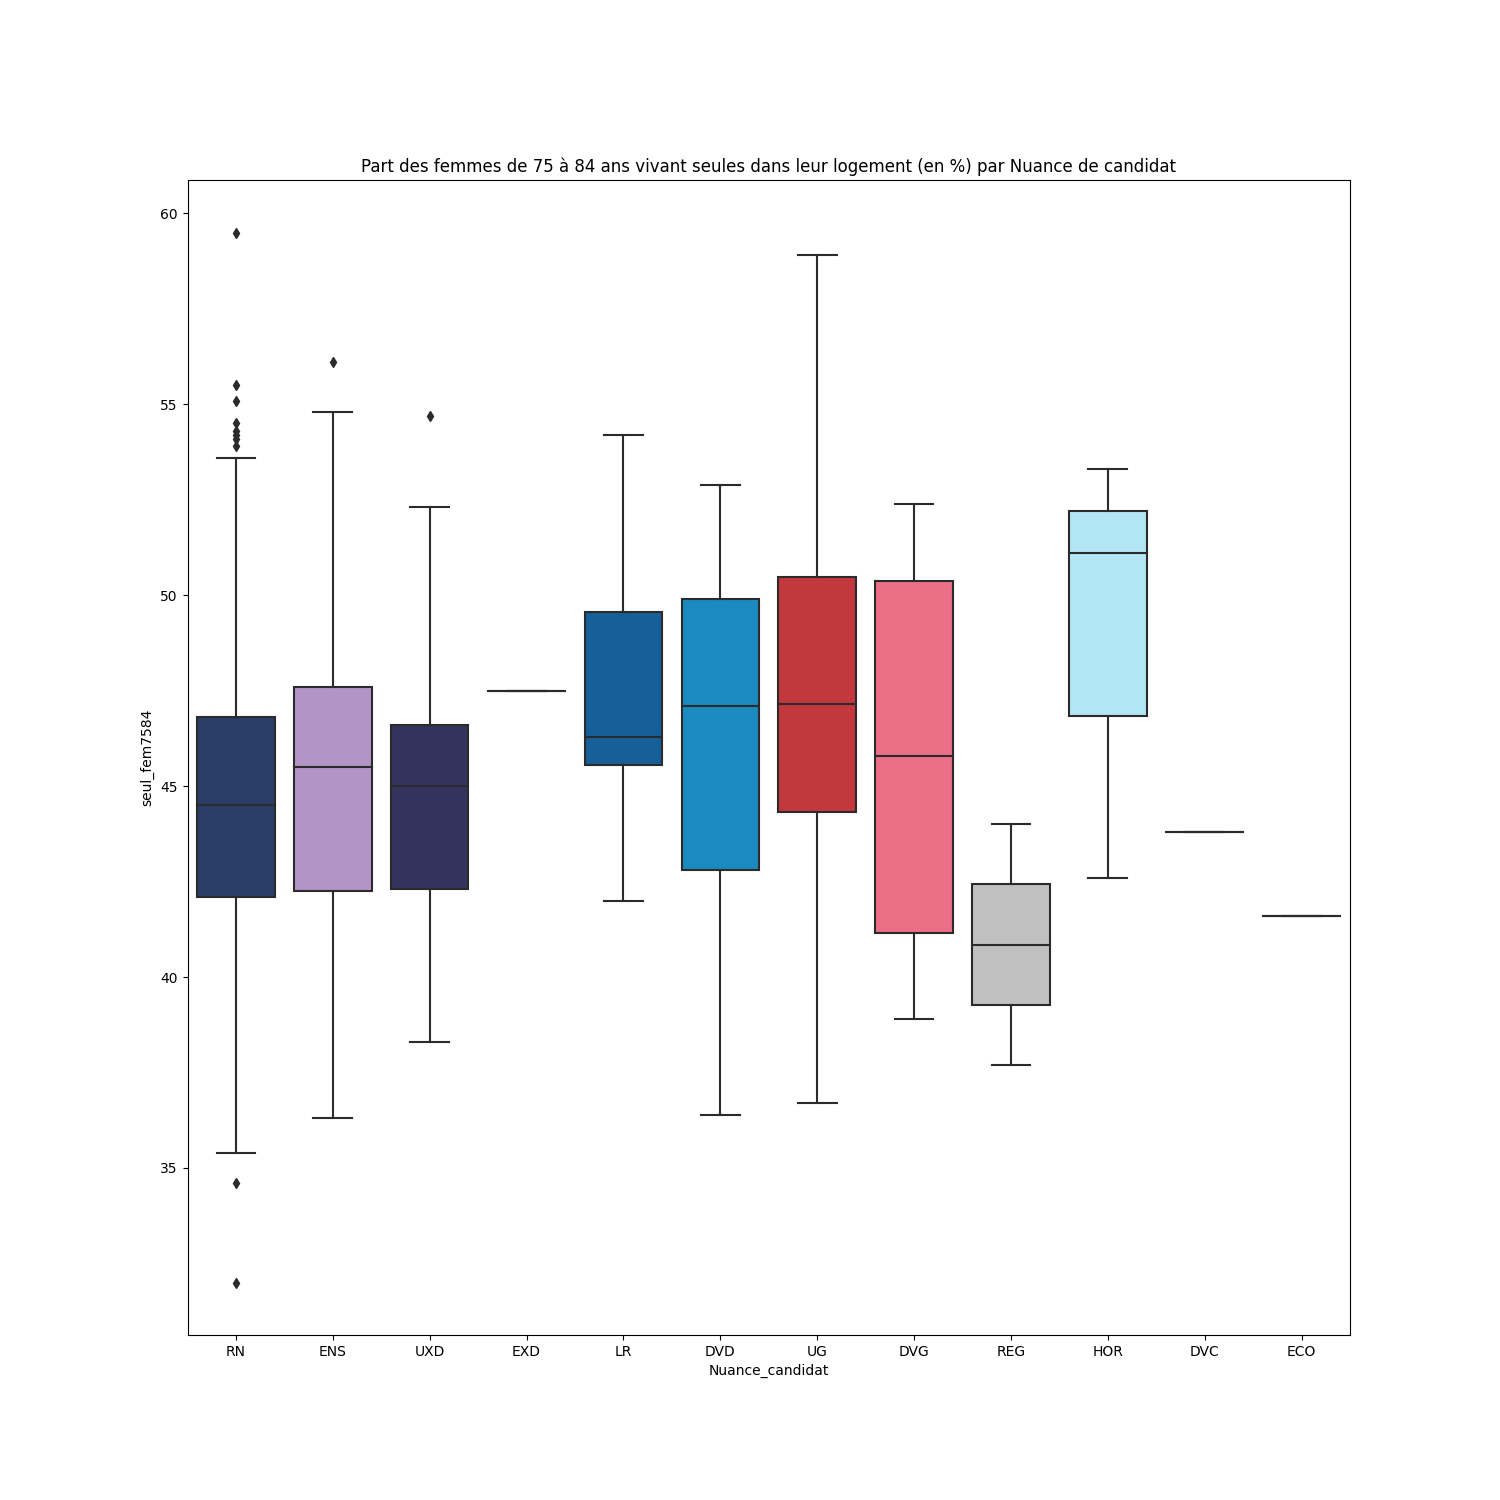 Part des femmes de 75 à 84 ans vivant seules dans leur logement (en %) par Nuance de candidat
60
55
50
45
40
35
seul_fem7584
RN ENS UXD EXD LR DVD UG DVG REG HOR DVC ECO
Nuance_candidat